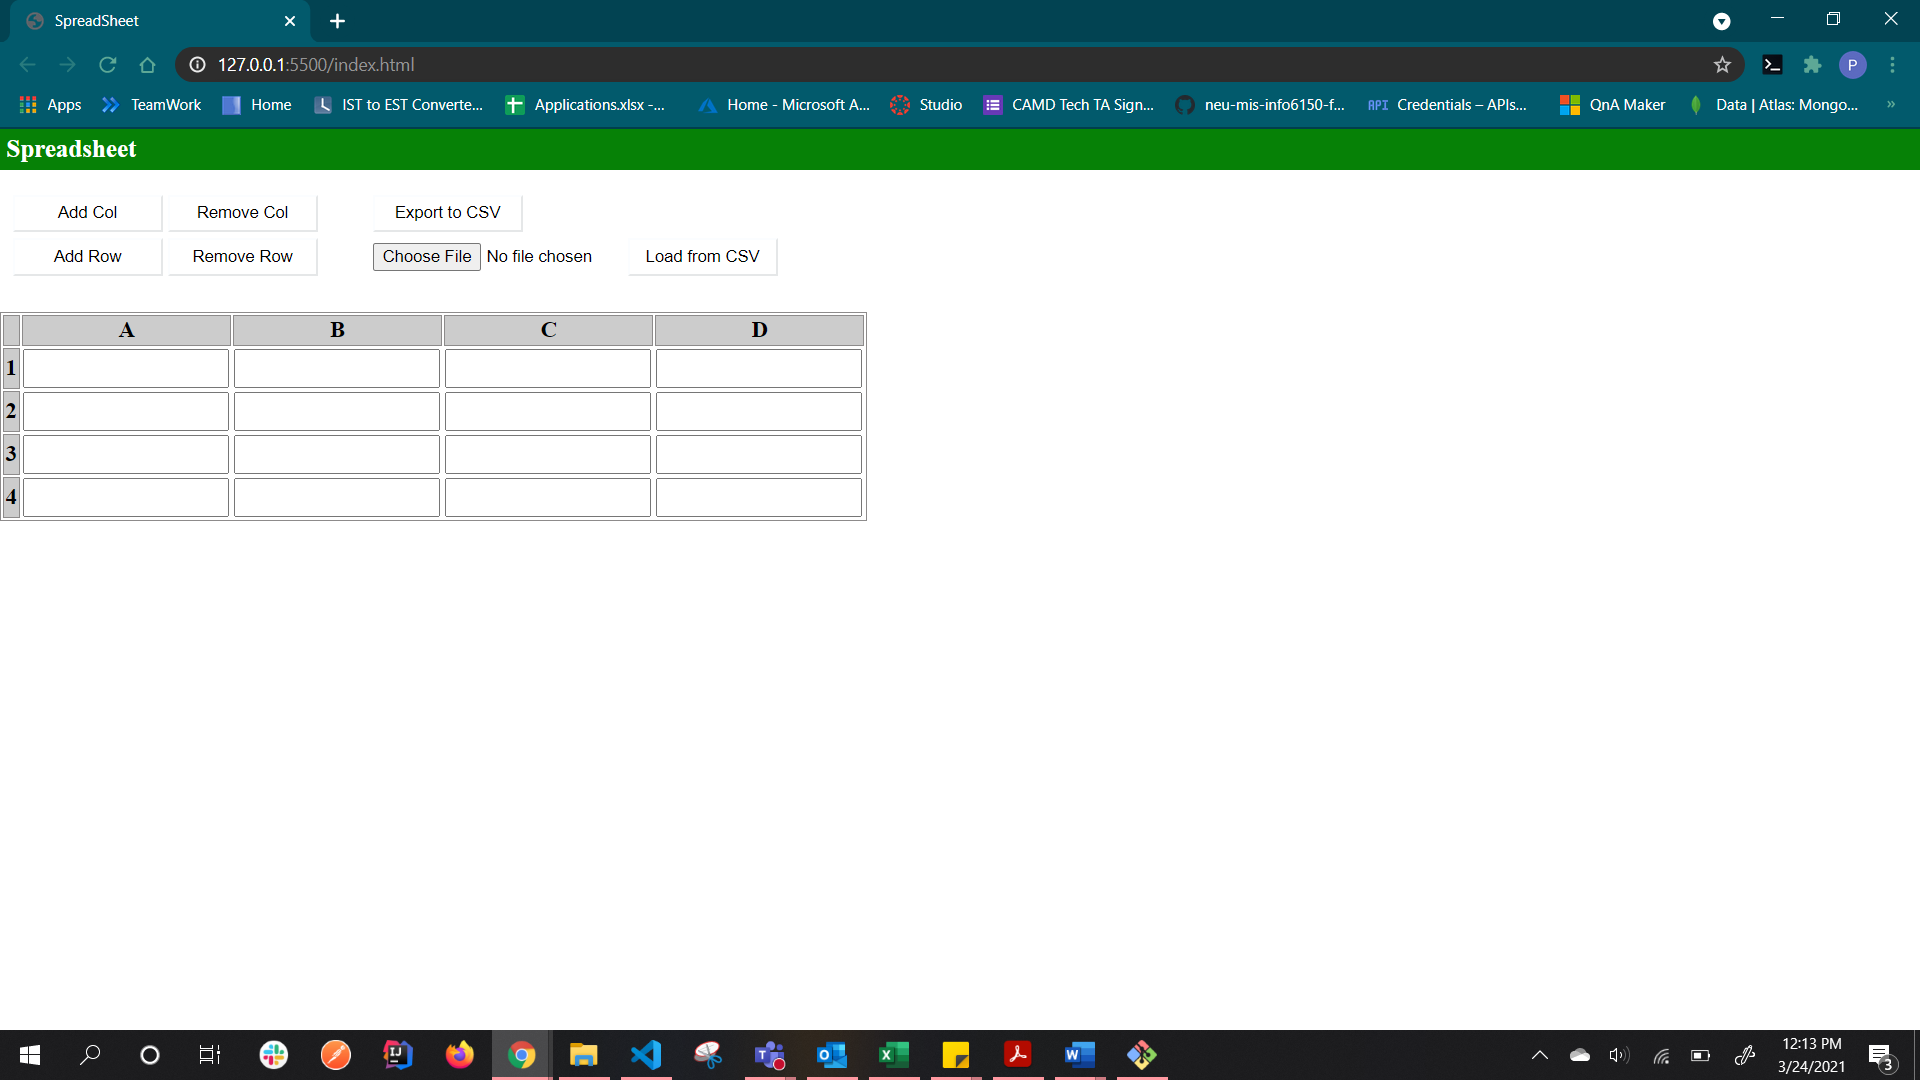 SpreadSheet
127.0.0.1:5500/index.html
P
Apps TeamWork Home IST to EST Converte... Applications.xlsx -... Home - Microsoft A... Studio CAMD Tech TA Sign... neu-mis-info6150-f... API Credentials – APIs... QnA Maker Data | Atlas: Mongo... »
Spreadsheet
Add Col Remove Col Export to CSV
Add Row Remove Row Choose File No file chosen Load from CSV
A B C D
1
2
3
4
12:13 PM
3/24/2021
3